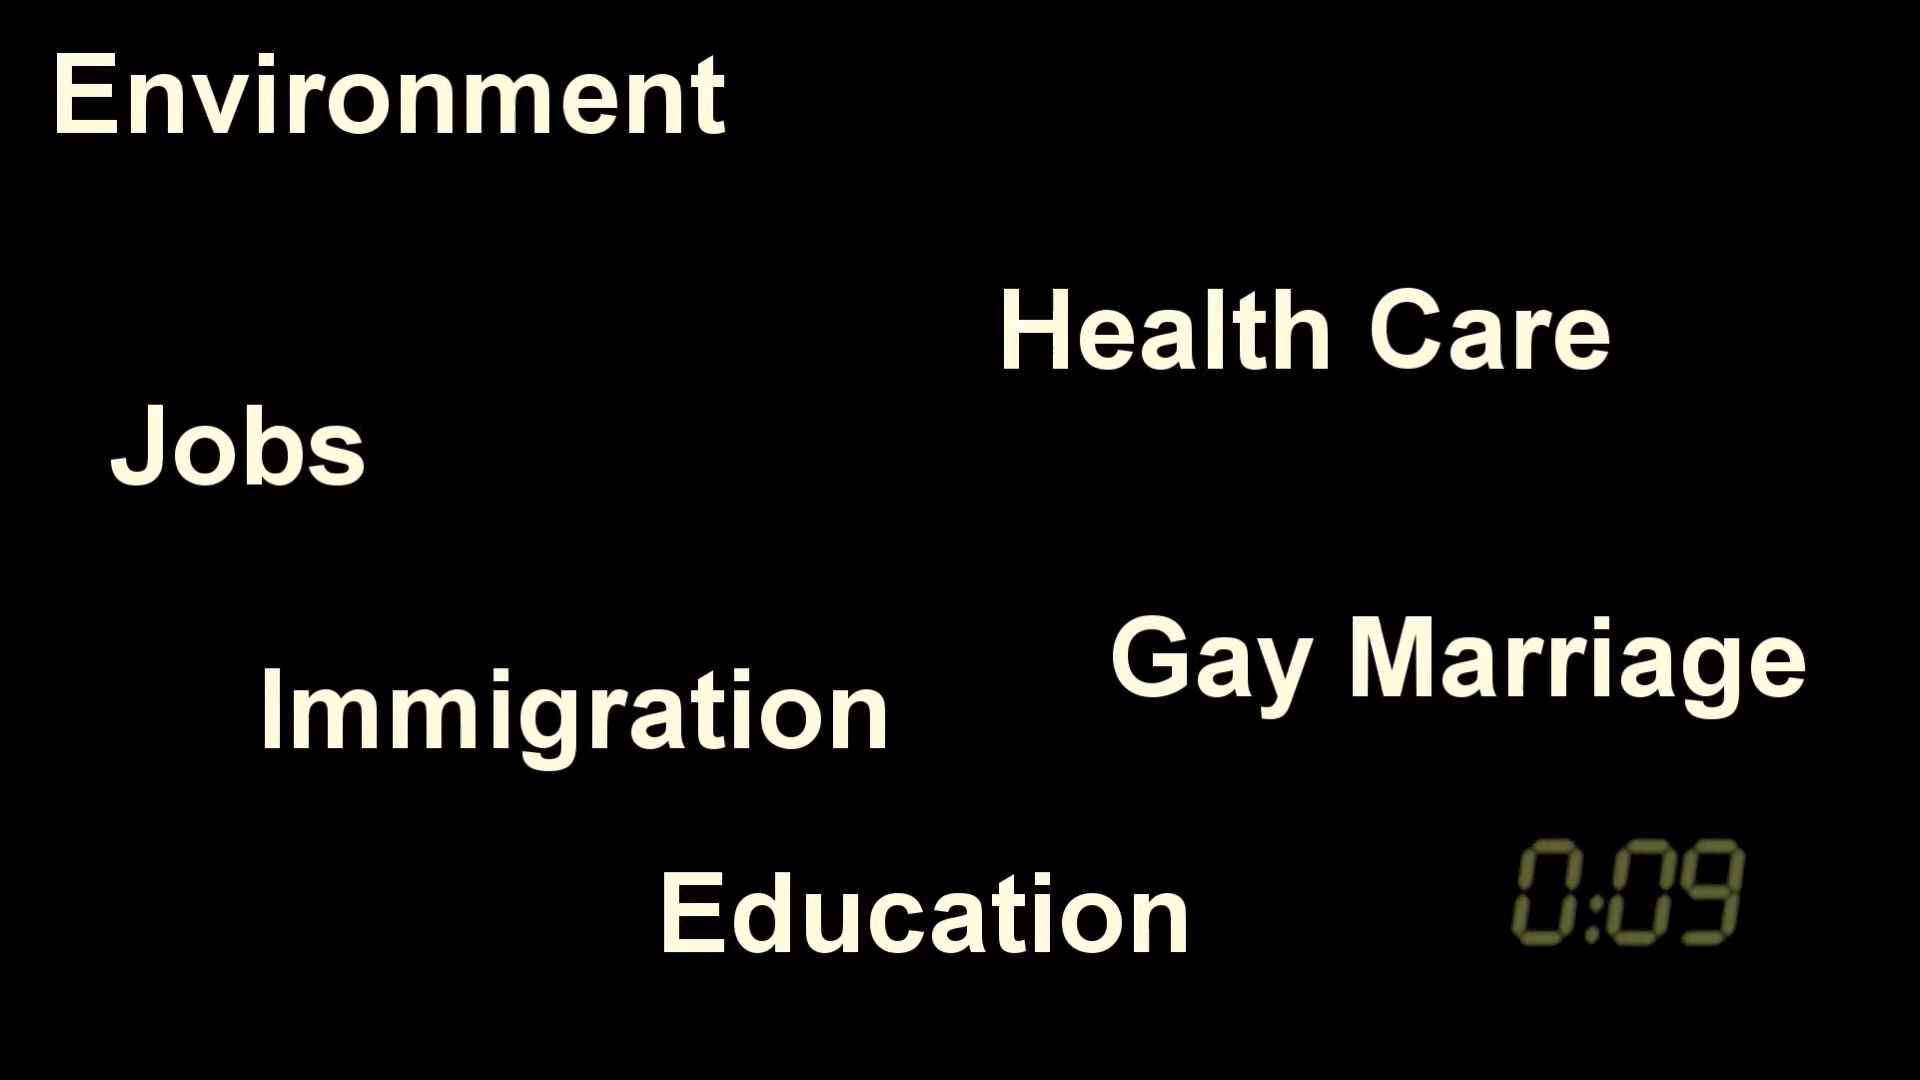 Environment
Health Care
Jobs
Gay Marriage
Immigration
Education
0:09